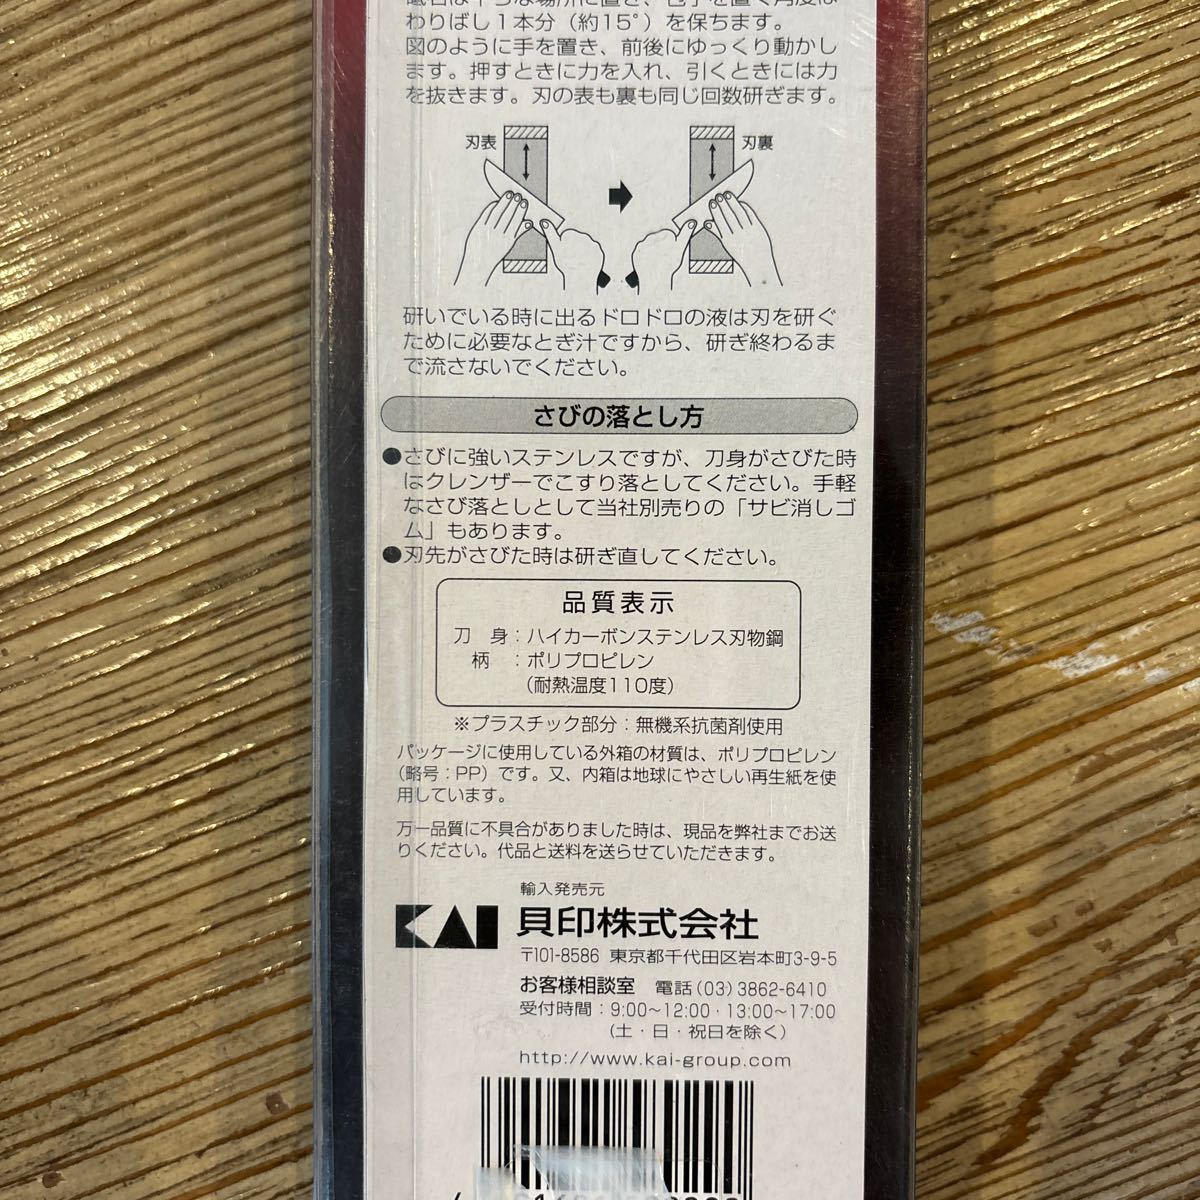 砥石は平らな場所に置き、包丁を置く角度は
わりばし1本分（約15°）を保ちます。
図のように手を置き、前後にゆっくり動かし
ます。押すときに力を入れ、引くときには力
を抜きます。刃の表も裏も同じ回数研ぎます。
刃表
刃裏
研いでいる時に出るドロドロの液は刃を研ぐ
ために必要なとぎ汁ですから、研ぎ終わるま
で流さないでください。
さびの落とし方
●さびに強いステンレスですが、刀身がさびた時
はクレンザーでこすり落としてください。手軽
なさび落としとして当社別売りの「サビ消しゴ
ム」もあります。
●刃先がさびた時は研ぎ直してください。
品質表示
刀　身：ハイカーボンステンレス刃物鋼
柄　：ポリプロピレン
（耐熱温度110度）
※プラスチック部分：無機系抗菌剤使用
パッケージに使用している外箱の材質は、ポリプロピレン
（略号：PP）です。又、内箱は地球にやさしい再生紙を使
用しています。
万一品質に不具合がありました時は、現品を弊社までお送
りください。代品と送料を送らせていただきます。
輸入発売元
KAI 貝印株式会社
〒101-8586 東京都千代田区岩本町3-9-5
お客様相談室 電話(03)3862-6410
受付時間：9:00～12:00・13:00～17:00
（土・日・祝日を除く）
http://www.kai-group.com